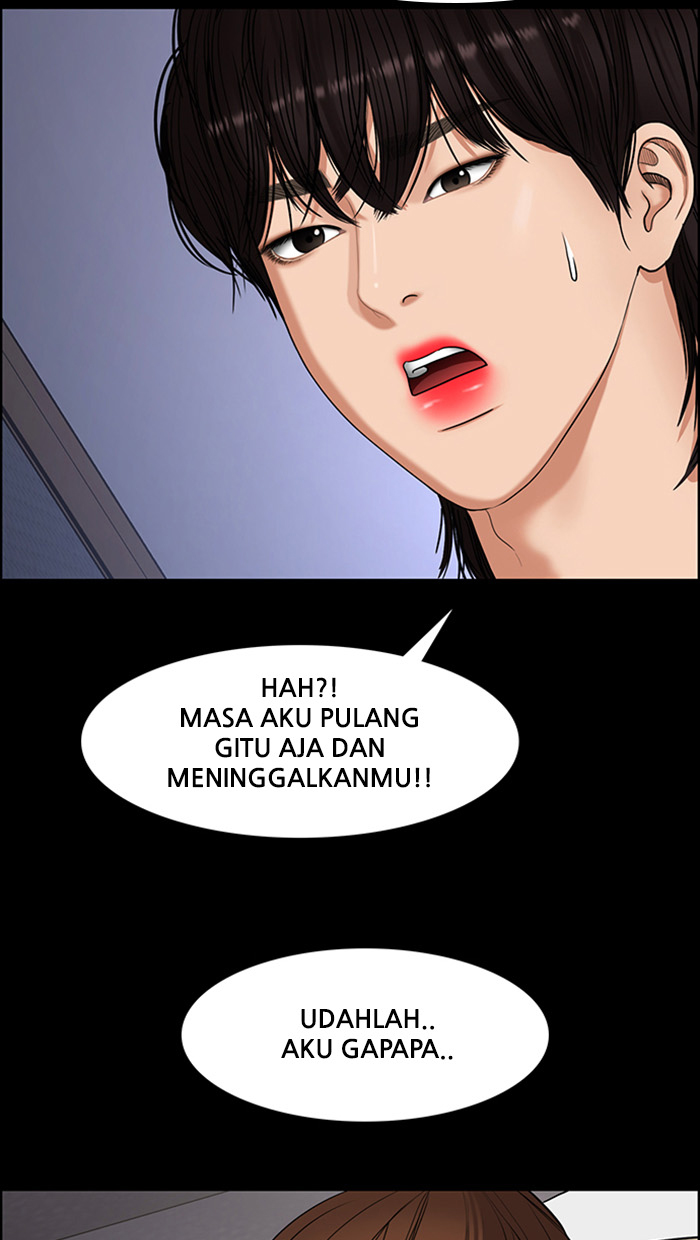 HAH?!
MASA AKU PULANG
GITU AJA DAN
MENINGGALKANMU!!
UDAHLAH..
AKU GAPAPA..